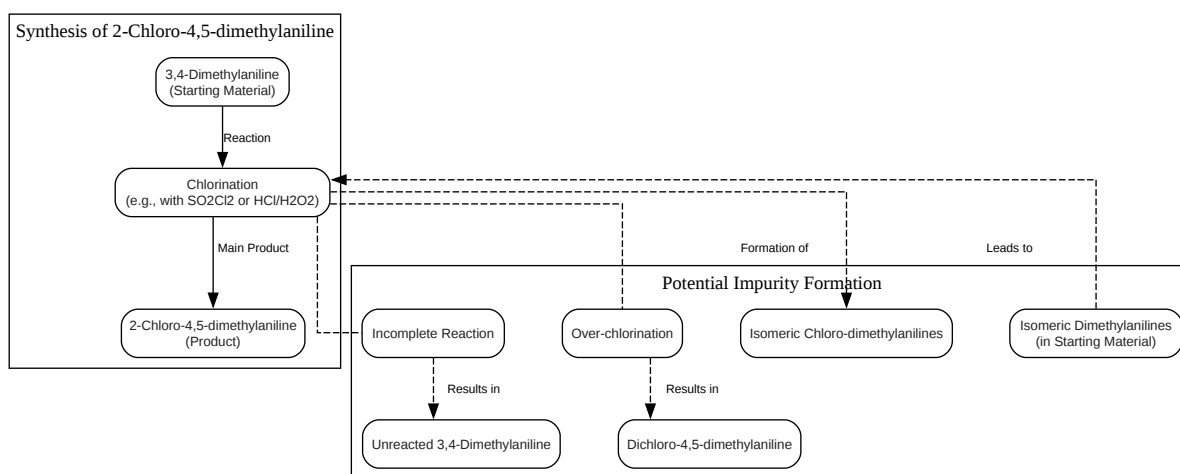 Synthesis of 2-Chloro-4,5-dimethylaniline
3,4-Dimethylaniline
(Starting Material)
Reaction
Chlorination
(e.g., with SO2Cl2 or HCl/H2O2)
Main Product
Formation of
Leads to
Potential Impurity Formation
2-Chloro-4,5-dimethylaniline
(Product)
Incomplete Reaction
Over-chlorination
Isomeric Chloro-dimethylanilines
Isomeric Dimethylanilines
(in Starting Material)
Results in
Results in
Unreacted 3,4-Dimethylaniline
Dichloro-4,5-dimethylaniline